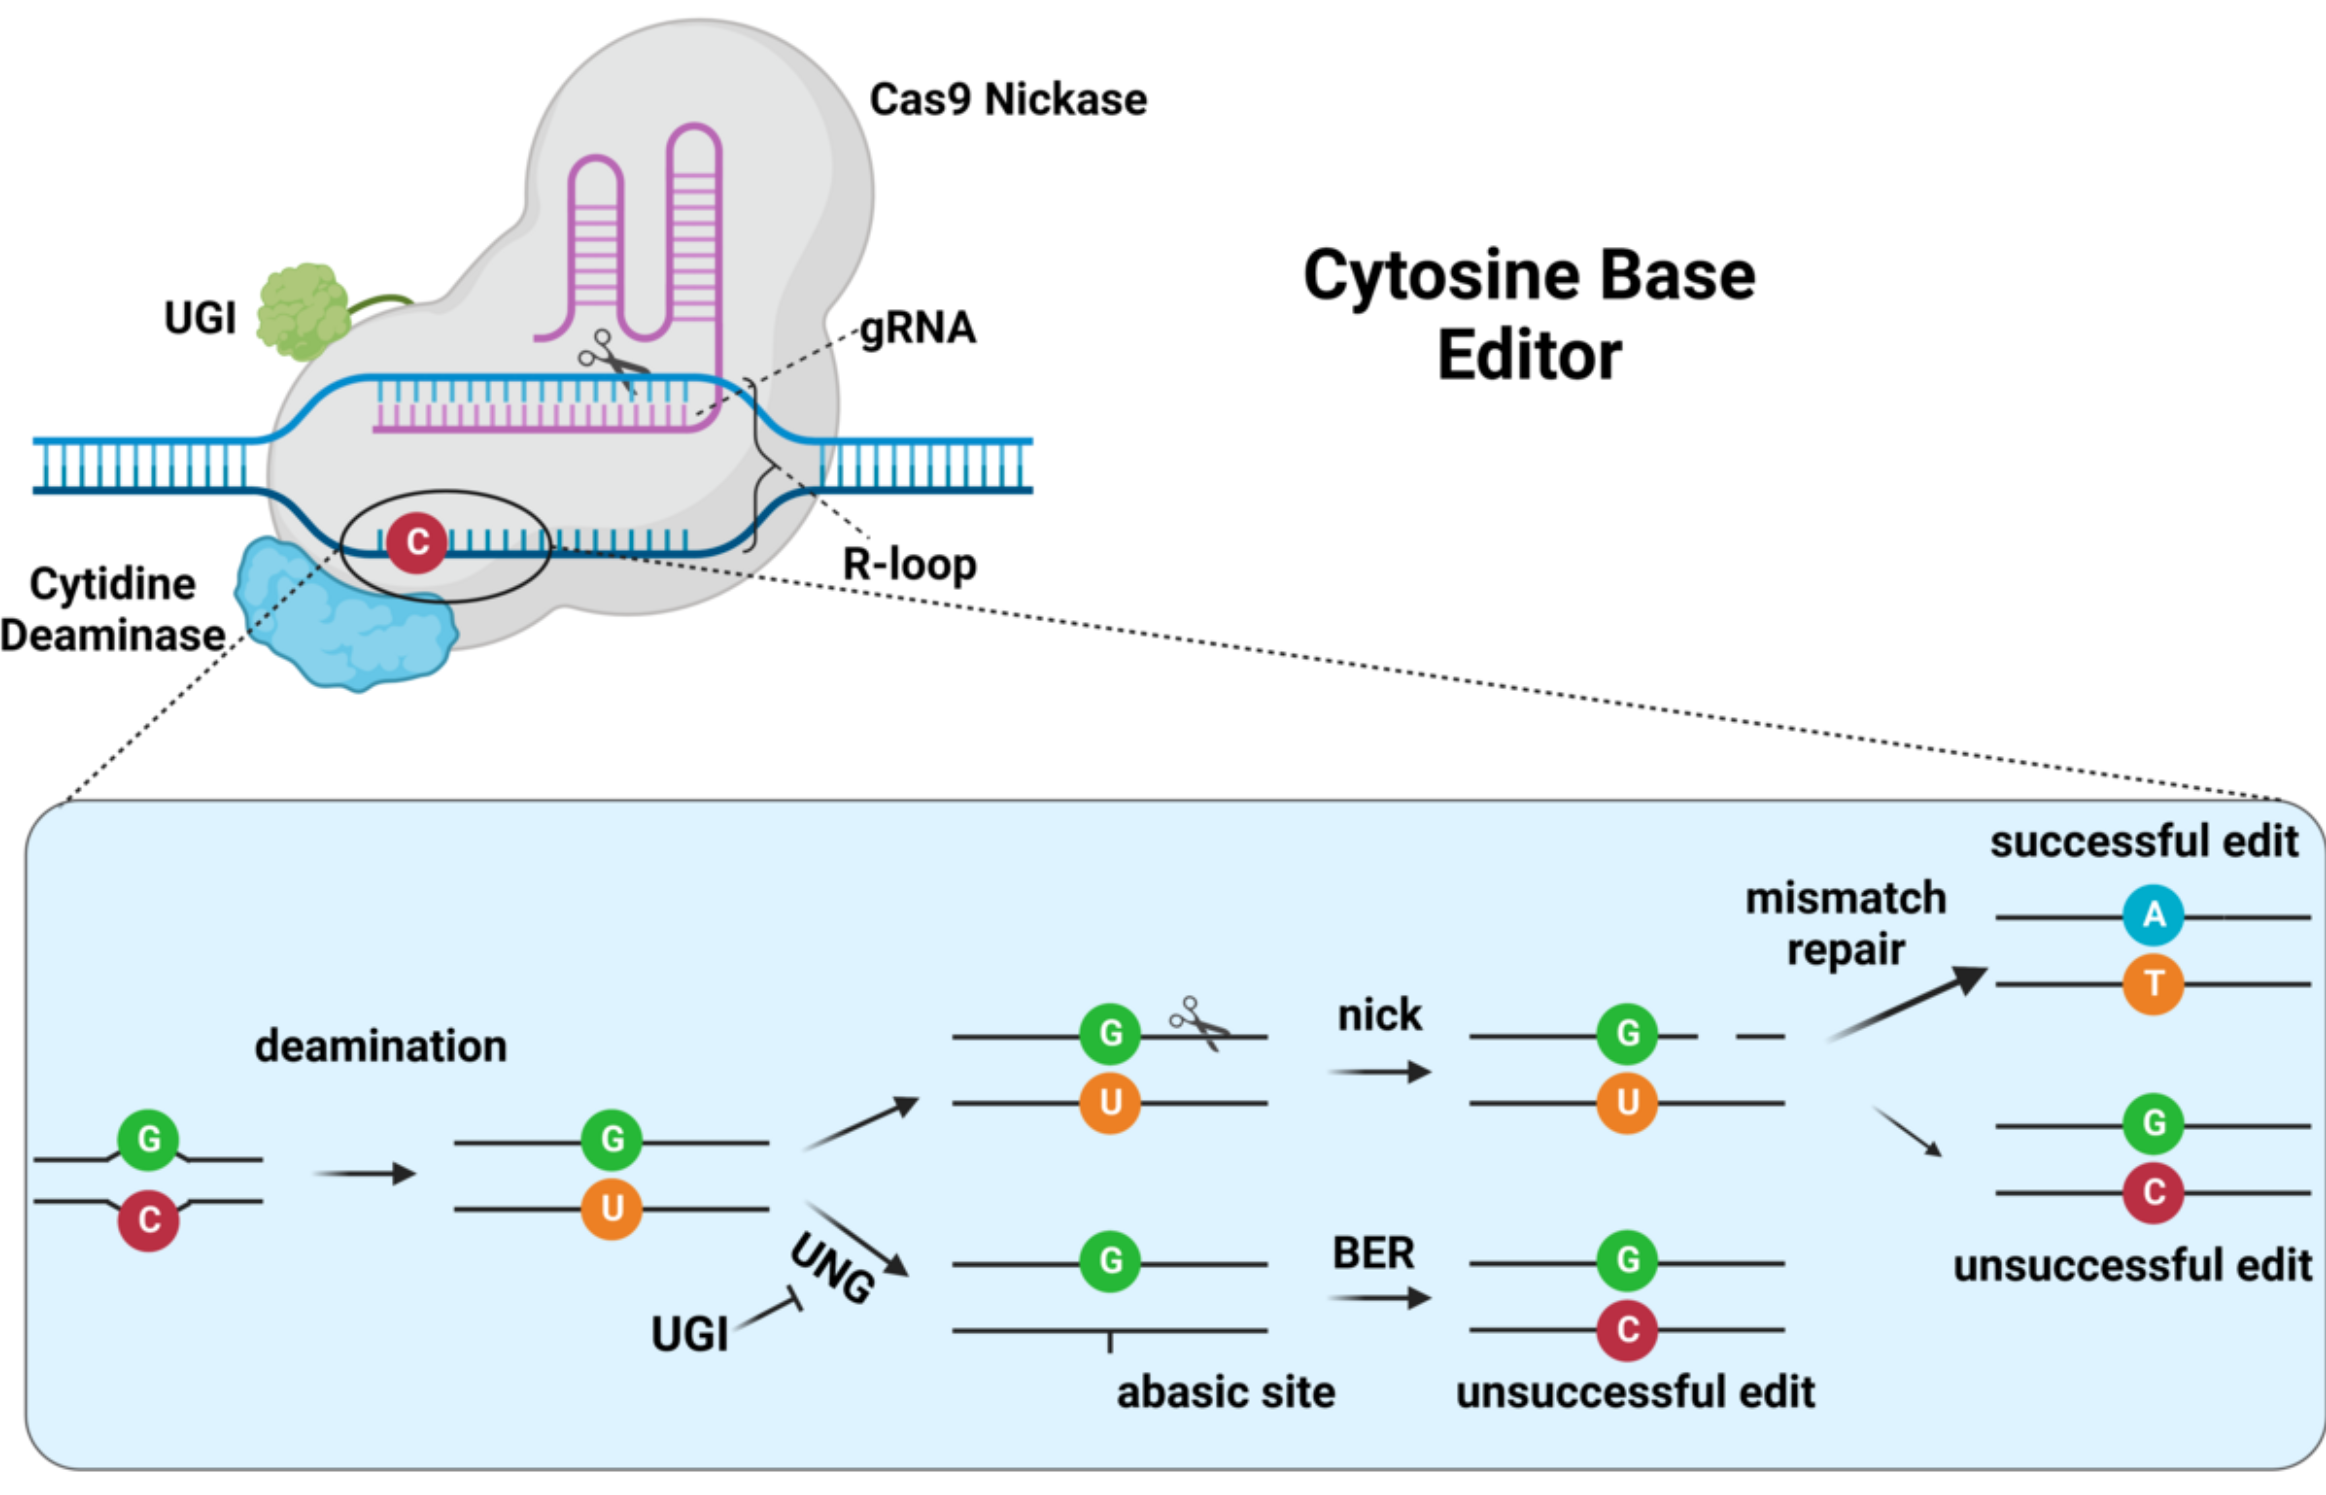 Cas9 Nickase
Cytosine Base
Editor
UGI
gRNA
C
R-loop
Cytidine
Deaminase
successful edit
mismatch
repair
A
T
deamination
nick
G
U
G
U
G
C
G
U
G
C
unsuccessful edit
UNG
UGI
G
abasic site
BER
G
C
unsuccessful edit